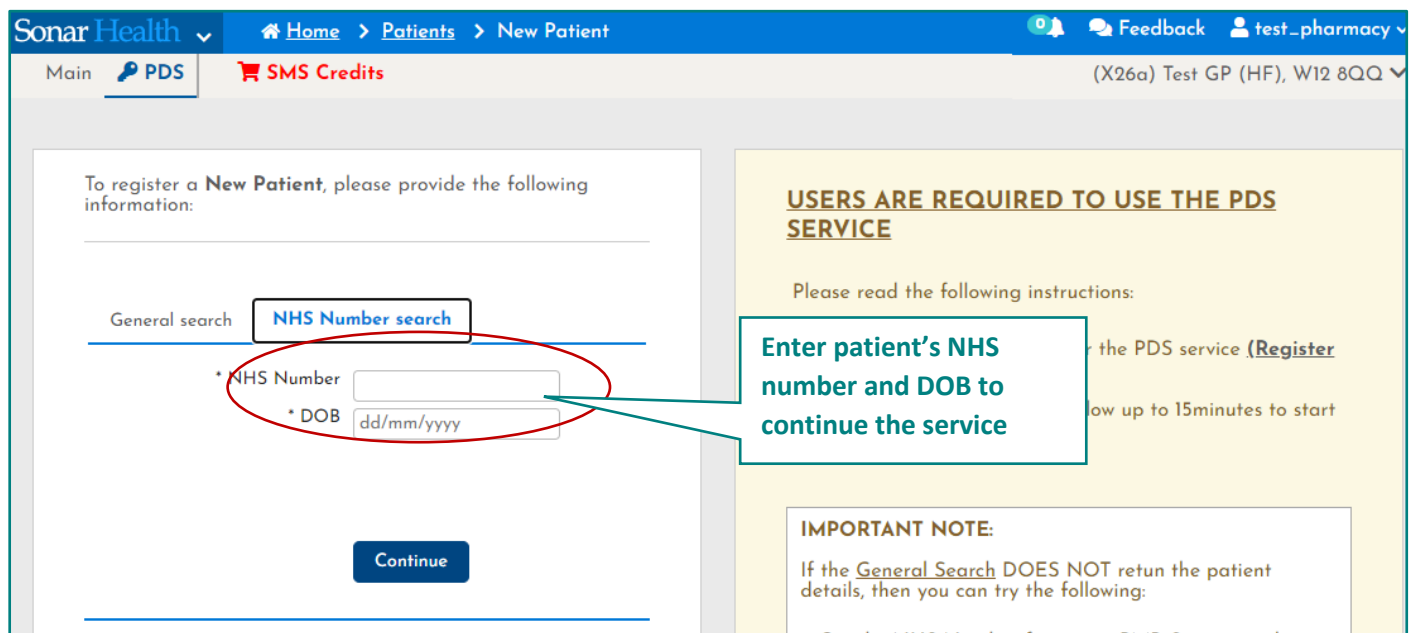 Sonar Health Home > Patients > New Patient 0 Feedback test_pharmacy
Main PDS SMS Credits (X26a) Test GP (HF), W12 8QQ
To register a New Patient, please provide the following
information:
General search NHS Number search
* NHS Number
* DOB dd/mm/yyyy
Continue
USERS ARE REQUIRED TO USE THE PDS
SERVICE
Please read the following instructions:
Enter patient's NHS
number and DOB to
continue the service
the PDS service (Register
up to 15minutes to start
IMPORTANT NOTE:
If the General Search DOES NOT retun the patient
details, then you can try the following: